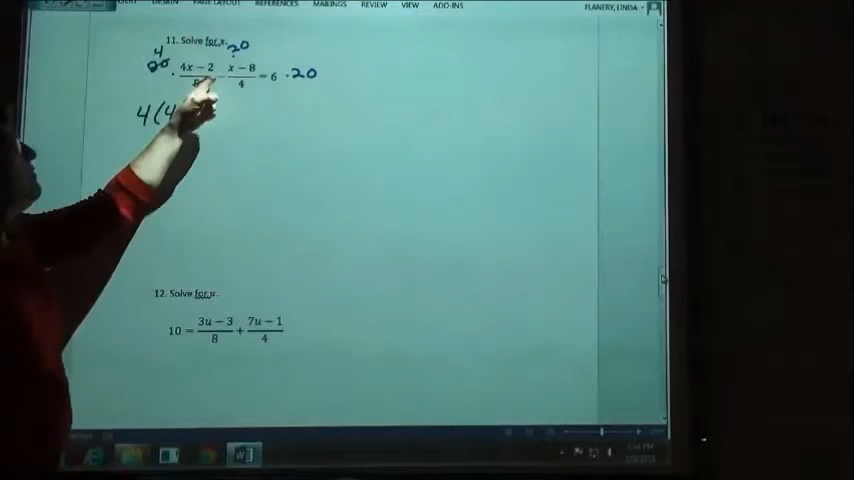 DESIGN PAGE LAYOUT REFERENCES MAILINGS REVIEW VIEW ADD-INS FLANERY, LINDA
11. Solve for x.
4 20
20 · 4x − 2 / 5 − x − 8 / 4 = 6 · 20
4(4
12. Solve for u.
10 = 3u − 3 / 8 + 7u − 1 / 4